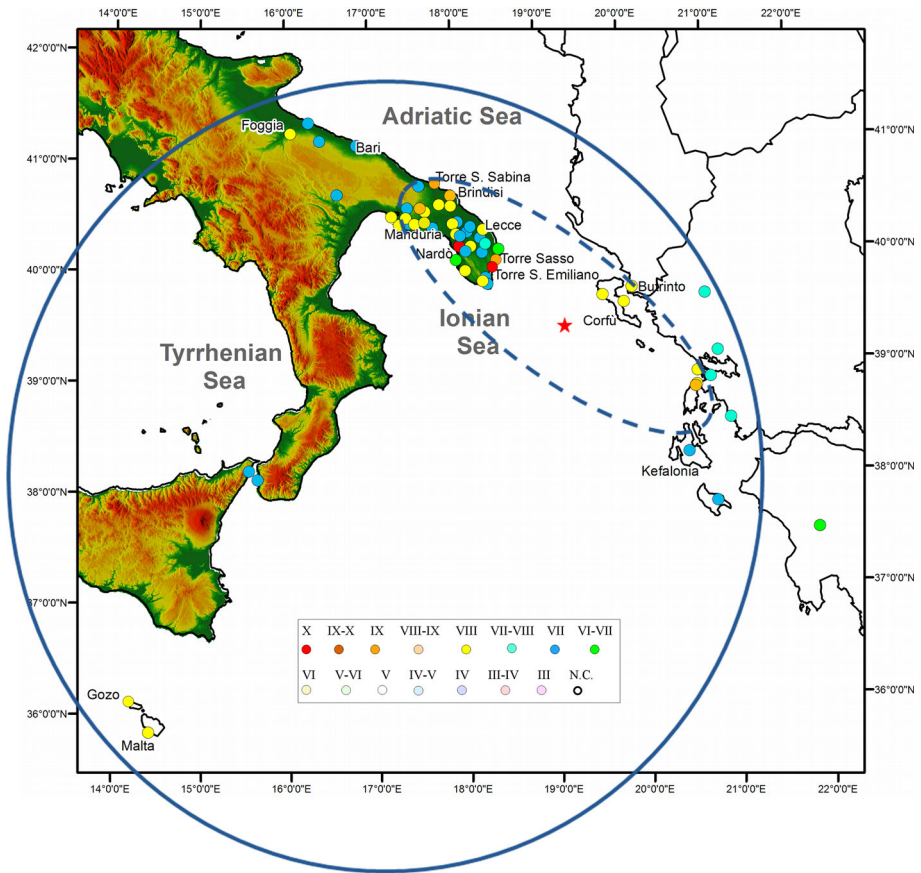 14°0'0"E 15°0'0"E 16°0'0"E 17°0'0"E 18°0'0"E 19°0'0"E 20°0'0"E 21°0'0"E 22°0'0"E
42°0'0"N
41°0'0"N
40°0'0"N
39°0'0"N
38°0'0"N
37°0'0"N
36°0'0"N
41°0'0"N
40°0'0"N
39°0'0"N
38°0'0"N
37°0'0"N
36°0'0"N
Adriatic Sea
Foggia
Bari
Torre S. Sabina
Brindisi
Lecce
Manduria
Nardò
Torre Sasso
Torre S. Emiliano
Butrinto
Corfù
Ionian
Sea
Tyrrhenian
Sea
Kefalonia
X IX-X IX VIII-IX VIII VII-VIII VII VI-VII
VI V-VI V IV-V IV III-IV III N.C.
Gozo
Malta
14°0'0"E 15°0'0"E 16°0'0"E 17°0'0"E 18°0'0"E 19°0'0"E 20°0'0"E 21°0'0"E 22°0'0"E